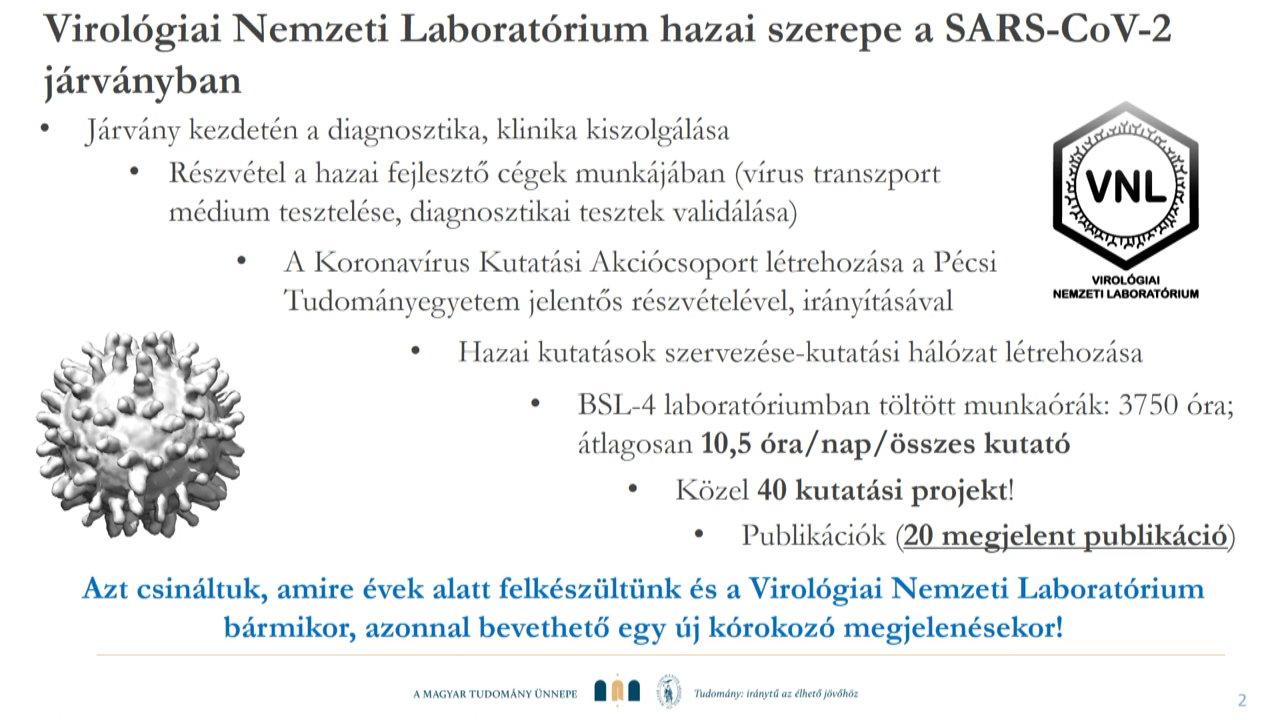 Virológiai Nemzeti Laboratórium hazai szerepe a SARS-CoV-2
járványban
• Járvány kezdetén a diagnosztika, klinika kiszolgálása
• Részvétel a hazai fejlesztő cégek munkájában (vírus transzport
médium tesztelése, diagnosztikai tesztek validálása)
• A Koronavírus Kutatási Akciócsoport létrehozása a Pécsi
Tudományegyetem jelentős részvételével, irányításával
VNL
VIROLÓGIAI
NEMZETI LABORATÓRIUM
• Hazai kutatások szervezése-kutatási hálózat létrehozása
• BSL-4 laboratóriumban töltött munkaórák: 3750 óra;
átlagosan 10,5 óra/nap/összes kutató
• Közel 40 kutatási projekt!
• Publikációk (20 megjelent publikáció)
Azt csináltuk, amire évek alatt felkészültünk és a Virológiai Nemzeti Laboratórium
bármikor, azonnal bevethető egy új kórokozó megjelenésekor!
A MAGYAR TUDOMÁNY ÜNNEPE
Tudomány: iránytű az élhető jövőhöz
2